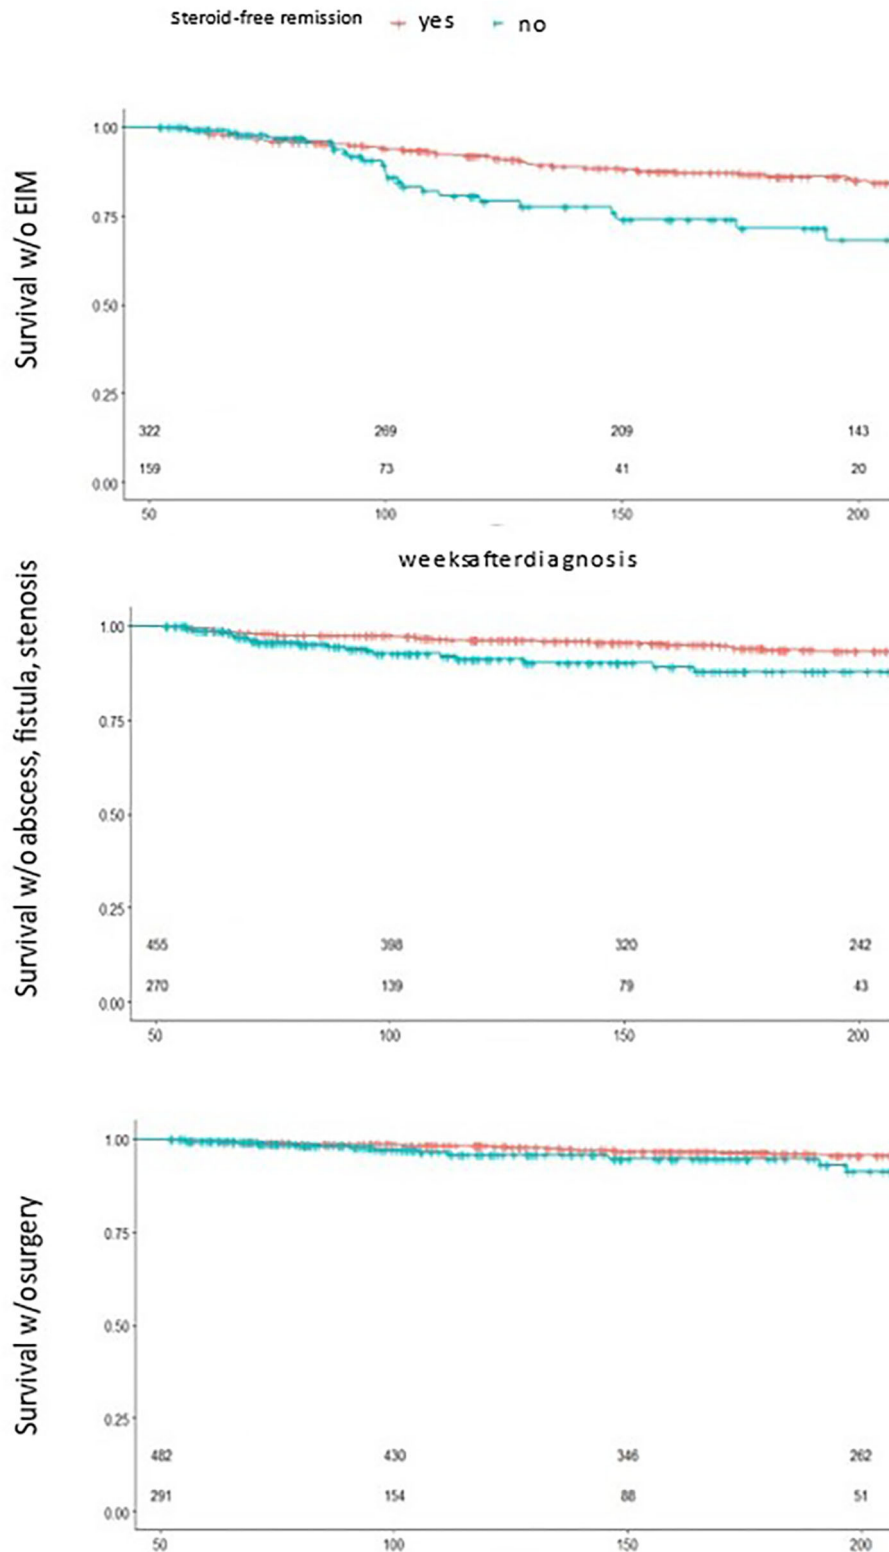 Steroid-free remission yes no
Survival w/o EIM
1.00
0.75
0.50
0.25
322 269 209 143
159 73 41 20
0.00
50 100 150 200
weeksafterdiagnosis
Survival w/o abscess, fistula, stenosis
1.00
0.75
0.50
0.25
455 398 320 242
270 139 79 43
0.00
50 100 150 200
Survival w/osurgery
1.00
0.75
0.50
0.25
482 430 346 262
291 154 88 51
0.00
50 100 150 200